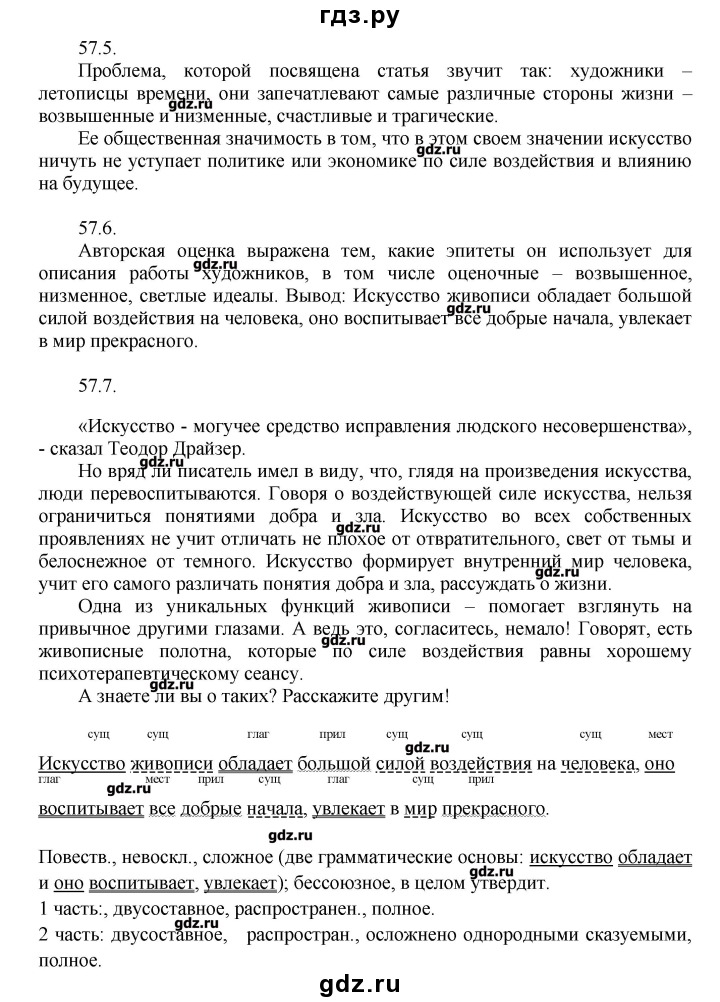 гдз.ру
57.5.
Проблема, которой посвящена статья звучит так: художники –
летописцы времени, они запечатлевают самые различные стороны жизни –
gdz.ru
возвышенные и низменные, счастливые и трагические.
Ее общественная значимость в том, что в этом своем значении искусство
gdz.ru
ничуть не уступает политике или экономике по силе воздействия и влиянию
на будущее.
57.6.
Авторская оценка выражена тем, какие эпитеты он использует для
gdz.ru
описания работы художников, в том числе оценочные – возвышенное,
низменное, светлые идеалы. Вывод: Искусство живописи обладает большой
gdz.ru
силой воздействия на человека, оно воспитывает все добрые начала, увлекает
в мир прекрасного.
57.7.
«Искусство - могучее средство исправления людского несовершенства»,
- сказал Теодор Драйзер.
gdz.ru
Но вряд ли писатель имел в виду, что, глядя на произведения искусства,
люди перевоспитываются. Говоря о воздействующей силе искусства, нельзя
ограничиться понятиями добра и зла. Искусство во всех собственных
gdz.ru
проявлениях не учит отличать не плохое от отвратительного, свет от тьмы и
белоснежное от темного. Искусство формирует внутренний мир человека,
gdz.ru
учит его самого различать понятия добра и зла, рассуждать о жизни.
Одна из уникальных функций живописи – помогает взглянуть на
привычное другими глазами. А ведь это, согласитесь, немало! Говорят, есть
gdz.ru
живописные полотна, которые по силе воздействия равны хорошему
психотерапевтическому сеансу.
gdz.ru
А знаете ли вы о таких? Расскажите другим!
сущ сущ глаг прил сущ сущ сущ мест
gdz.ru
Искусство живописи обладает большой силой воздействия на человека, оно
глаг мест прил сущ глаг сущ прил
gdz.ru
воспитывает все добрые начала, увлекает в мир прекрасного.
gdz.ru
Повеств., невоскл., сложное (две грамматические основы: искусство обладает
gdz.ru
и оно воспитывает, увлекает); бессоюзное, в целом утвердит.
1 часть:, двусоставное, распространен., полное.
gdz.ru
2 часть: двусоставное, распростран., осложнено однородными сказуемыми,
полное.
gdz.ru